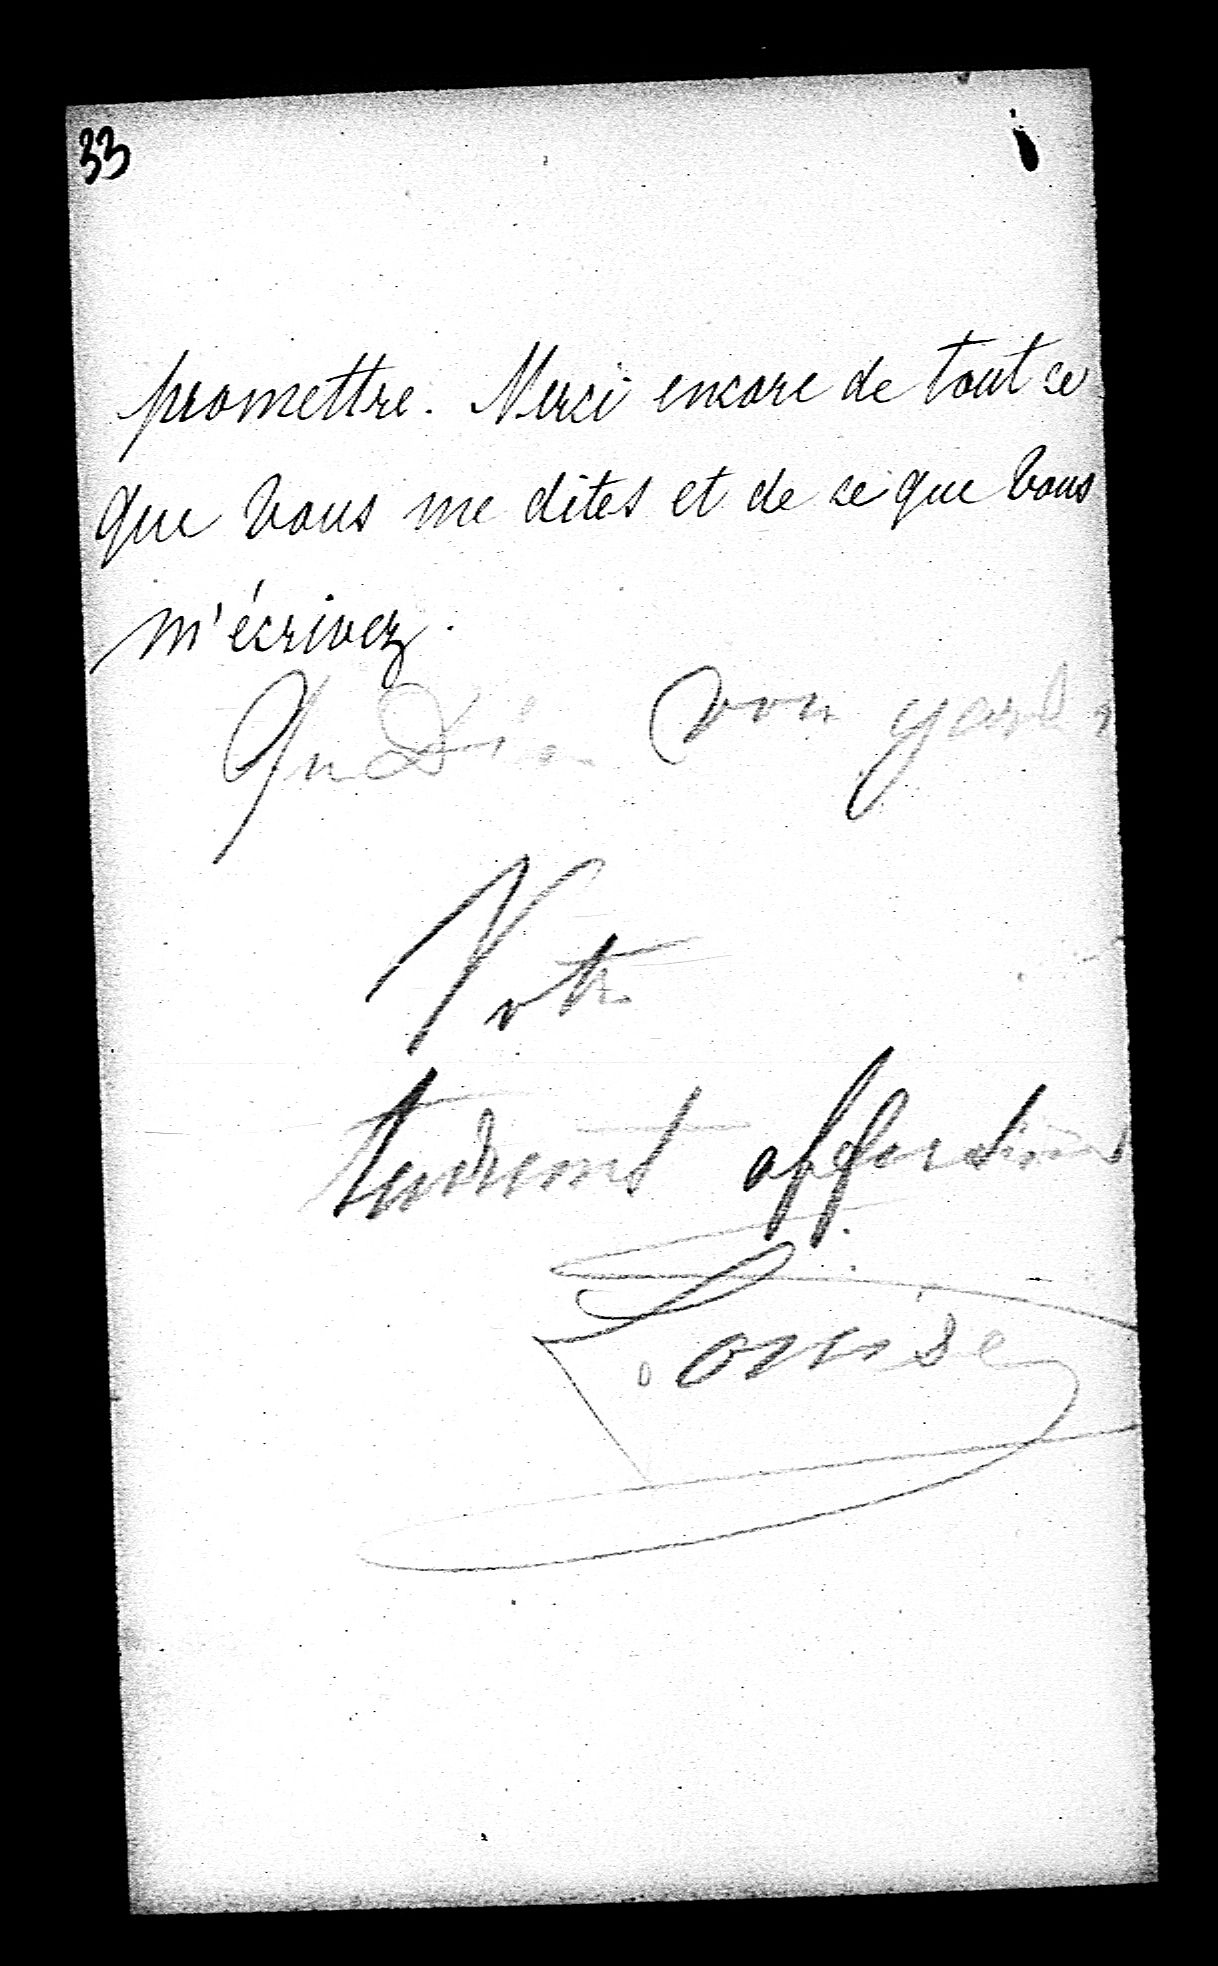 33
promettre. Merci encore de tout ce
que vous me dites et de ce que vous
m'écrivez.
Que Dieu vous garde
Votre
tendrement affectionnée
Louise